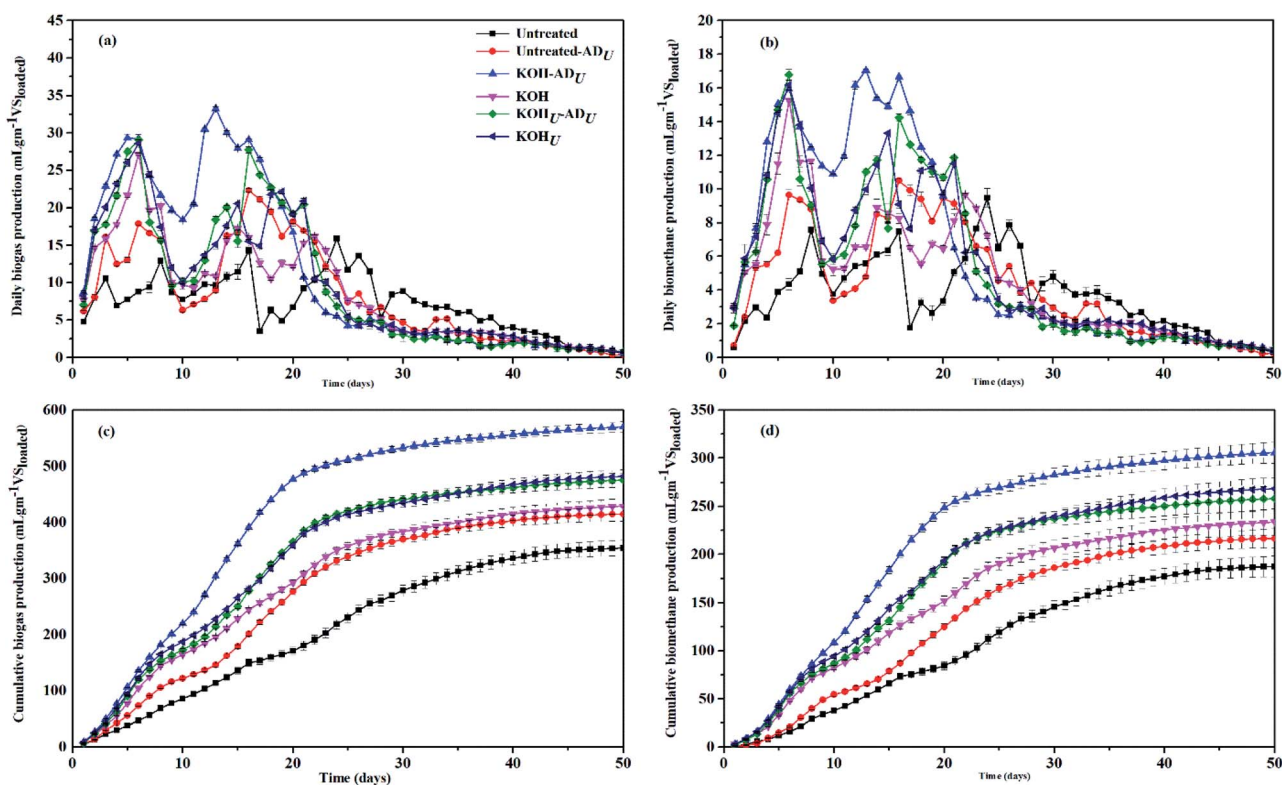 (a)
Untreated
Untreated-ADU
KOH-ADU
KOH
KOHU-ADU
KOHU
Daily biogas production (mL.gm-1VSloaded)
45
40
35
30
25
20
15
10
5
0
0 10 20 30 40 50
Time (days)
(b)
Daily biomethane production (mL.gm-1VSloaded)
20
18
16
14
12
10
8
6
4
2
0
0 10 20 30 40 50
Time (days)
(c)
Cumulative biogas production (mL.gm-1VSloaded)
600
500
400
300
200
100
0
0 10 20 30 40 50
Time (days)
(d)
Cumulative biomethane production (mL.gm-1VSloaded)
350
300
250
200
150
100
50
0
0 10 20 30 40 50
Time (days)